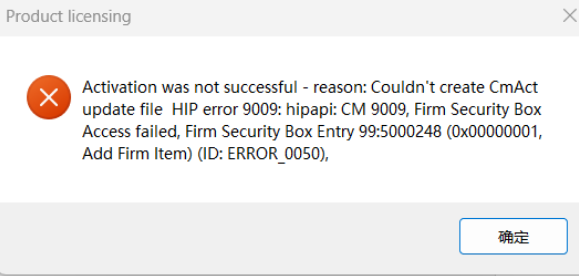 Product licensing
Activation was not successful - reason: Couldn't create CmAct
update file  HIP error 9009: hipapi: CM 9009, Firm Security Box
Access failed, Firm Security Box Entry 99:5000248 (0x00000001,
Add Firm Item) (ID: ERROR_0050),
确定